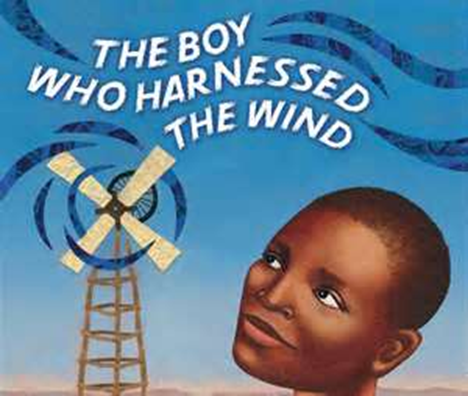 THE BOY
WHO HARNESSED
THE WIND